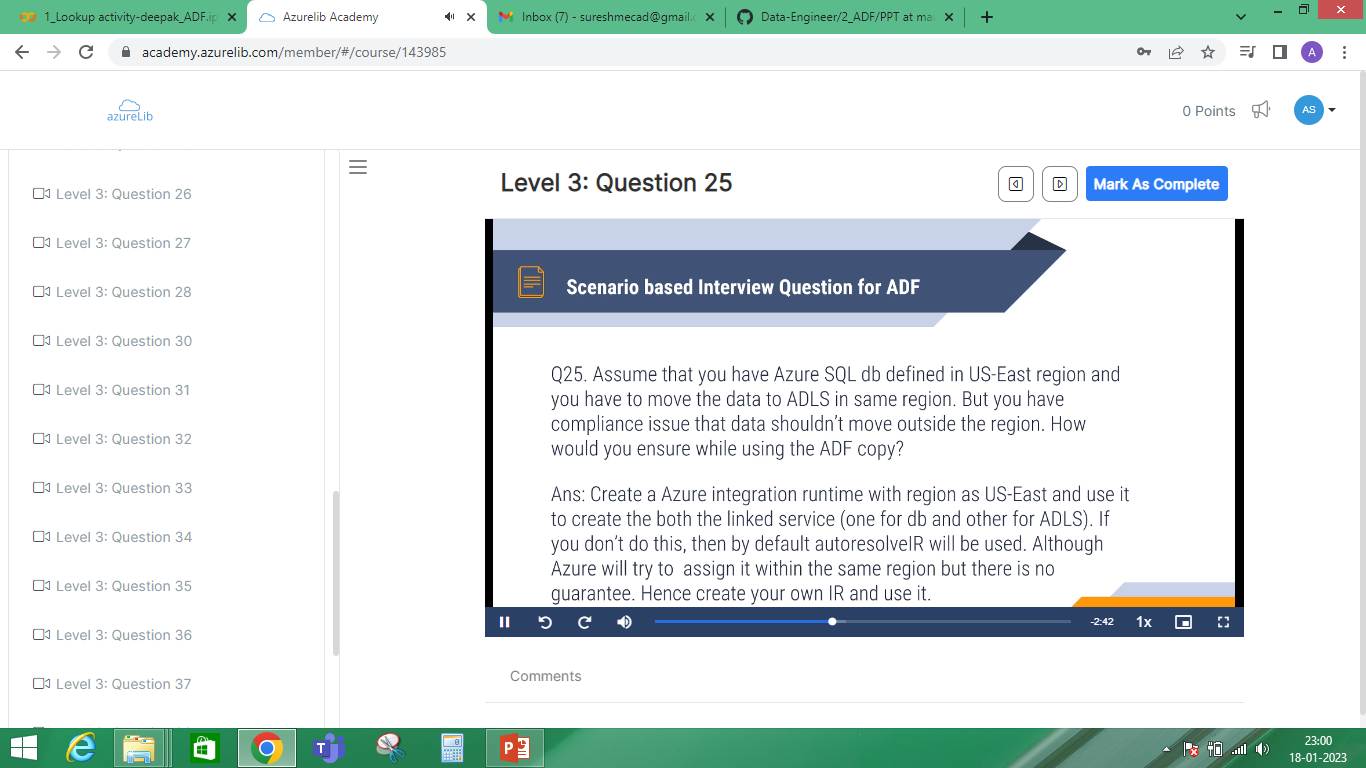 1_Lookup activity-deepak_ADF.ip
Azurelib Academy
Inbox (7) - sureshmecad@gmail.c
Data-Engineer/2_ADF/PPT at ma
academy.azurelib.com/member/#/course/143985
A
azureLib
0 Points
AS
Level 3: Question 26
Level 3: Question 27
Level 3: Question 28
Level 3: Question 30
Level 3: Question 31
Level 3: Question 32
Level 3: Question 33
Level 3: Question 34
Level 3: Question 35
Level 3: Question 36
Level 3: Question 37
Level 3: Question 25
Mark As Complete
Scenario based Interview Question for ADF
Q25. Assume that you have Azure SQL db defined in US-East region and
you have to move the data to ADLS in same region. But you have
compliance issue that data shouldn't move outside the region. How
would you ensure while using the ADF copy?
Ans: Create a Azure integration runtime with region as US-East and use it
to create the both the linked service (one for db and other for ADLS). If
you don't do this, then by default autoresolveIR will be used. Although
Azure will try to  assign it within the same region but there is no
guarantee. Hence create your own IR and use it.
-2:42
1x
Comments
23:00
18-01-2023